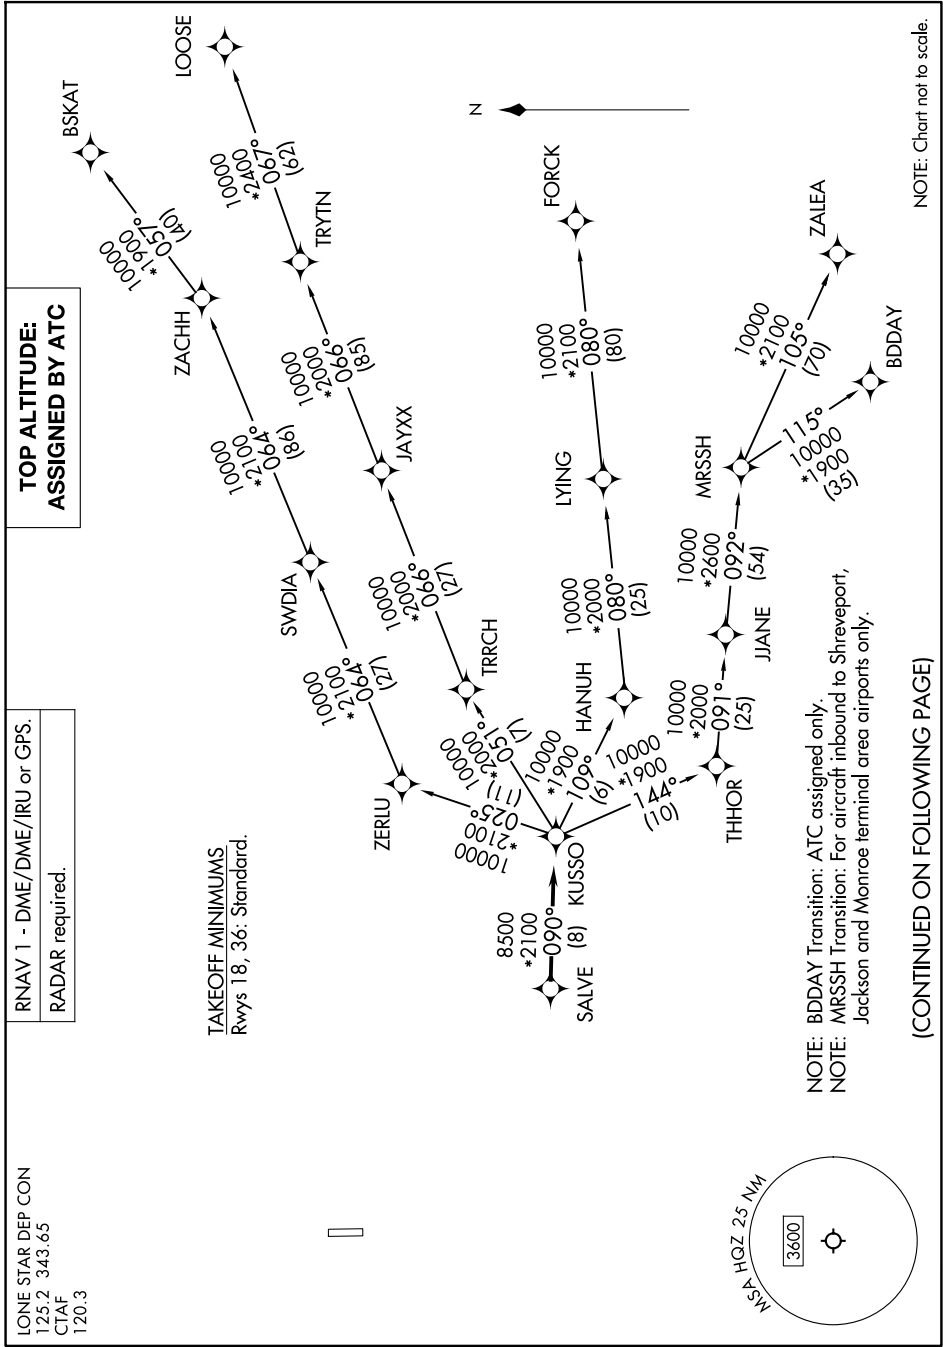 LONE STAR DEP CON
125.2 343.65
CTAF
120.3
RNAV 1 - DME/DME/IRU or GPS.
RADAR required.
TOP ALTITUDE:
ASSIGNED BY ATC
TAKEOFF MINIMUMS
Rwys 18, 36: Standard.
BSKAT
10000
*1900
057°
(40)
ZACHH
10000
*2100
064°
(86)
SWDIA
10000
*2100
064°
(27)
ZERLU
10000
*2100
025°
(11)
LOOSE
10000
*2400
067°
(62)
TRYTN
10000
*2000
066°
(85)
JAYXX
10000
*2000
066°
(27)
TRRCH
10000
*2000
051°
(7)
N
SALVE
8500
*2100
090°
(8)
KUSSO
10000
*1900
109°
(6)
HANUH
10000
*2000
080°
(25)
LYING
10000
*2100
080°
(80)
FORCK
10000
*1900
144°
(10)
THHOR
10000
*2000
091°
(25)
JJANE
10000
*2600
092°
(54)
MRSSH
10000
*2100
105°
(70)
ZALEA
115°
10000
*1900
(35)
BDDAY
MSA HQZ 25 NM
3600
NOTE: BDDAY Transition: ATC assigned only.
NOTE: MRSSH Transition: For aircraft inbound to Shreveport,
Jackson and Monroe terminal area airports only.
NOTE: Chart not to scale.
(CONTINUED ON FOLLOWING PAGE)